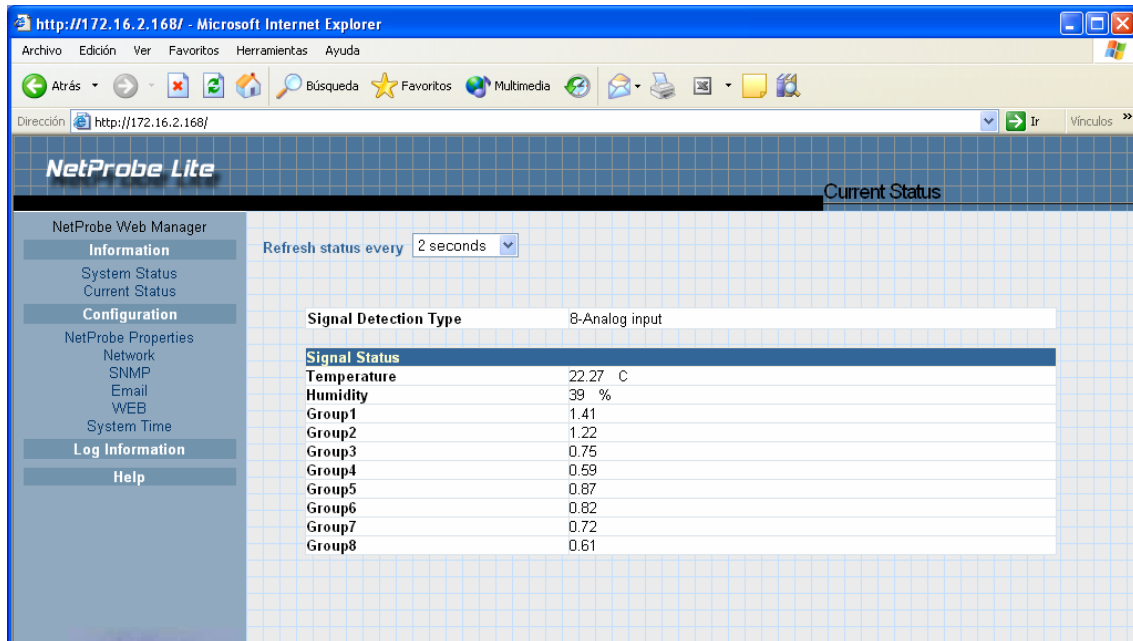 http://172.16.2.168/ - Microsoft Internet Explorer
Archivo Edición Ver Favoritos Herramientas Ayuda
Atrás Búsqueda Favoritos Multimedia
Dirección http://172.16.2.168/ Ir Vínculos »
NetProbe Lite
Current Status
NetProbe Web Manager
Information
System Status
Current Status
Configuration
NetProbe Properties
Network
SNMP
Email
WEB
System Time
Log Information
Help
Refresh status every 2 seconds
Signal Detection Type 8-Analog input
Signal Status
Temperature 22.27 C
Humidity 39 %
Group1 1.41
Group2 1.22
Group3 0.75
Group4 0.59
Group5 0.87
Group6 0.82
Group7 0.72
Group8 0.61